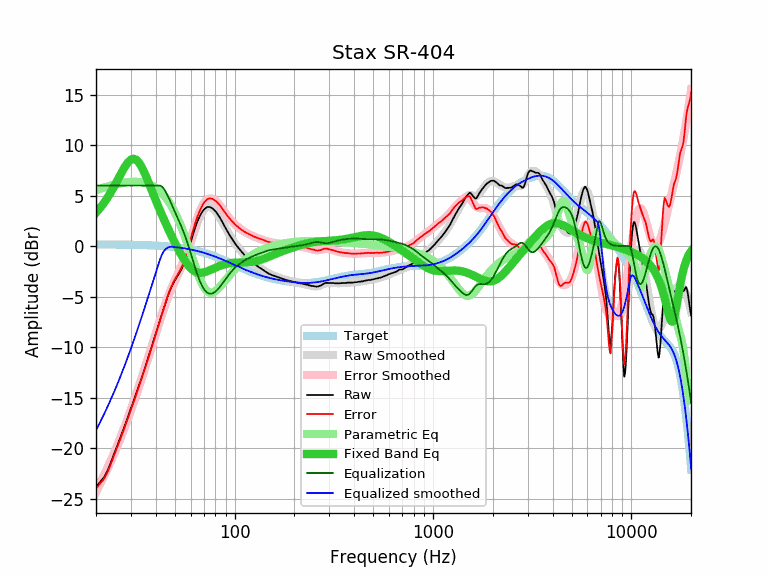 Stax SR-404
Amplitude (dBr)
15
10
5
0
−5
−10
−15
−20
−25
Target
Raw Smoothed
Error Smoothed
Raw
Error
Parametric Eq
Fixed Band Eq
Equalization
Equalized smoothed
100 1000 10000
Frequency (Hz)